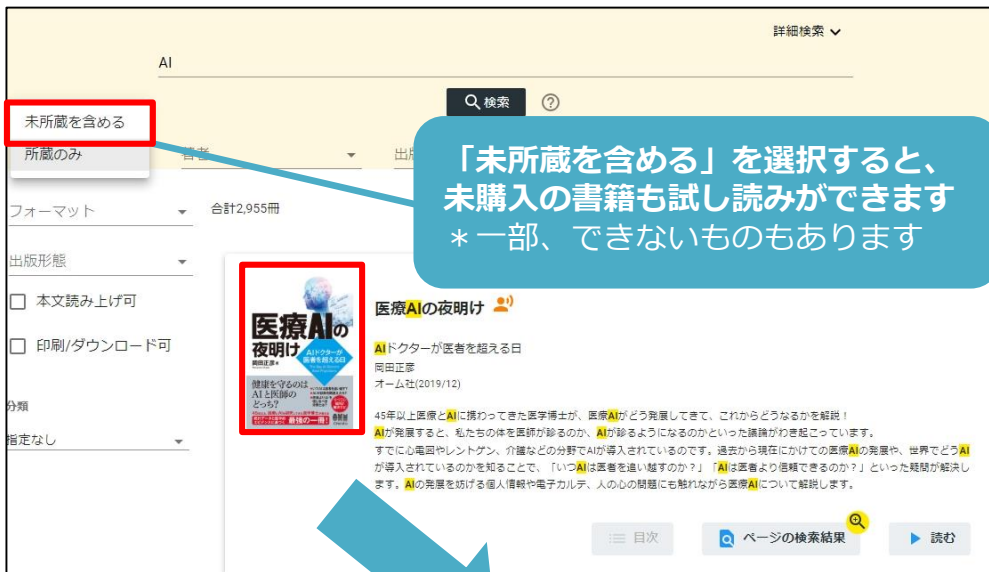 詳細検索
AI
検索
?
未所蔵を含める
所蔵のみ
著者
出版
「未所蔵を含める」を選択すると、
未購入の書籍も試し読みができます
＊一部、できないものもあります
フォーマット
合計2,955冊
出版形態
本文読み上げ可
印刷/ダウンロード可
分類
指定なし
医療AIの
夜明け
AIドクターが
医者を超える日
岡田正彦
健康を守るのは
AIと医師の
どっち?
最強の一冊!
医療AIの夜明け
AIドクターが医者を超える日
岡田正彦
オーム社(2019/12)
45年以上医療とAIに携わってきた医学博士が、医療AIがどう発展してきて、これからどうなるかを解説！
AIが発展すると、私たちの体を医師が診るのか、AIが診るようになるのかといった議論がわき起こっています。
すでに心電図やレントゲン、介護などの分野でAIが導入されているのです。過去から現在にかけての医療AIの発展や、世界でどうAI
が導入されているのかを知ることで、「いつAIは医者を追い越すのか？」「AIは医者より信頼できるのか？」といった疑問が解決し
ます。AIの発展を妨げる個人情報や電子カルテ、人の心の問題にも触れながら医療AIについて解説します。
目次
ページの検索結果
読む